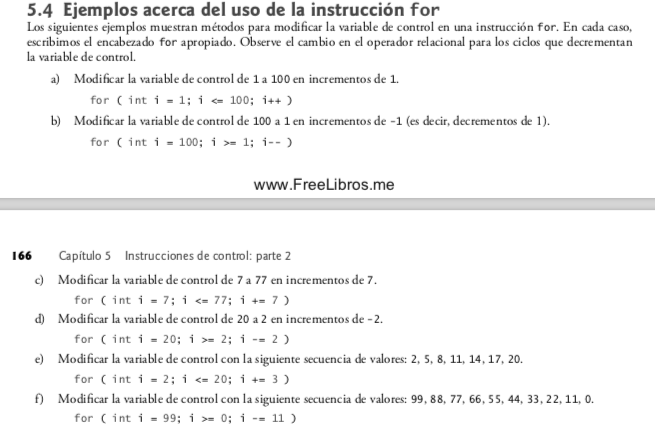 5.4 Ejemplos acerca del uso de la instrucción for
Los siguientes ejemplos muestran métodos para modificar la variable de control en una instrucción for. En cada caso,
escribimos el encabezado for apropiado. Observe el cambio en el operador relacional para los ciclos que decrementan
la variable de control.
a) Modificar la variable de control de 1 a 100 en incrementos de 1.
for ( int i = 1; i <= 100; i++ )
b) Modificar la variable de control de 100 a 1 en incrementos de -1 (es decir, decrementos de 1).
for ( int i = 100; i >= 1; i-- )
www.FreeLibros.me
166 Capítulo 5 Instrucciones de control: parte 2
c) Modificar la variable de control de 7 a 77 en incrementos de 7.
for ( int i = 7; i <= 77; i += 7 )
d) Modificar la variable de control de 20 a 2 en incrementos de -2.
for ( int i = 20; i >= 2; i -= 2 )
e) Modificar la variable de control con la siguiente secuencia de valores: 2, 5, 8, 11, 14, 17, 20.
for ( int i = 2; i <= 20; i += 3 )
f) Modificar la variable de control con la siguiente secuencia de valores: 99, 88, 77, 66, 55, 44, 33, 22, 11, 0.
for ( int i = 99; i >= 0; i -= 11 )